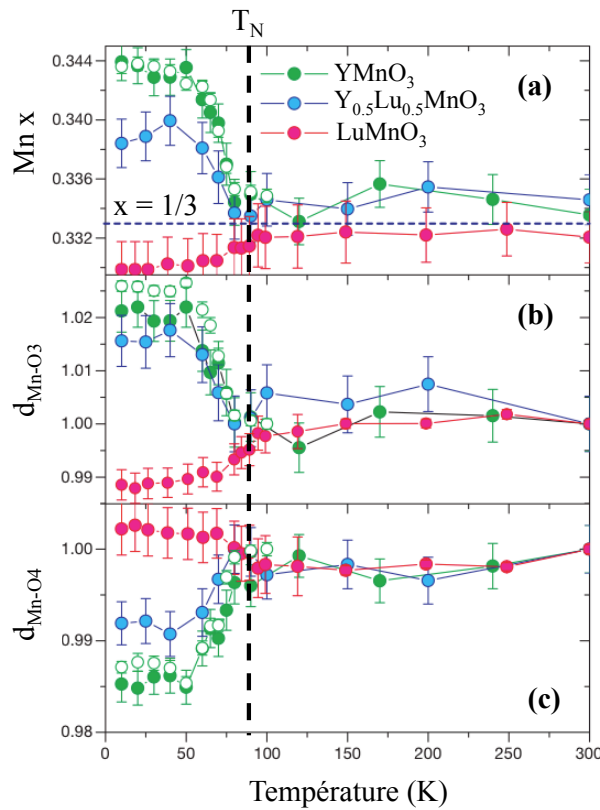 T_N
0.344
0.340
0.336
0.332
Mn x
YMnO₃
Y₀.₅Lu₀.₅MnO₃
LuMnO₃
(a)
x = 1/3
1.02
1.01
1.00
0.99
d_Mn-O3
(b)
1.00
0.99
0.98
d_Mn-O4
(c)
0 50 100 150 200 250 300
Température (K)